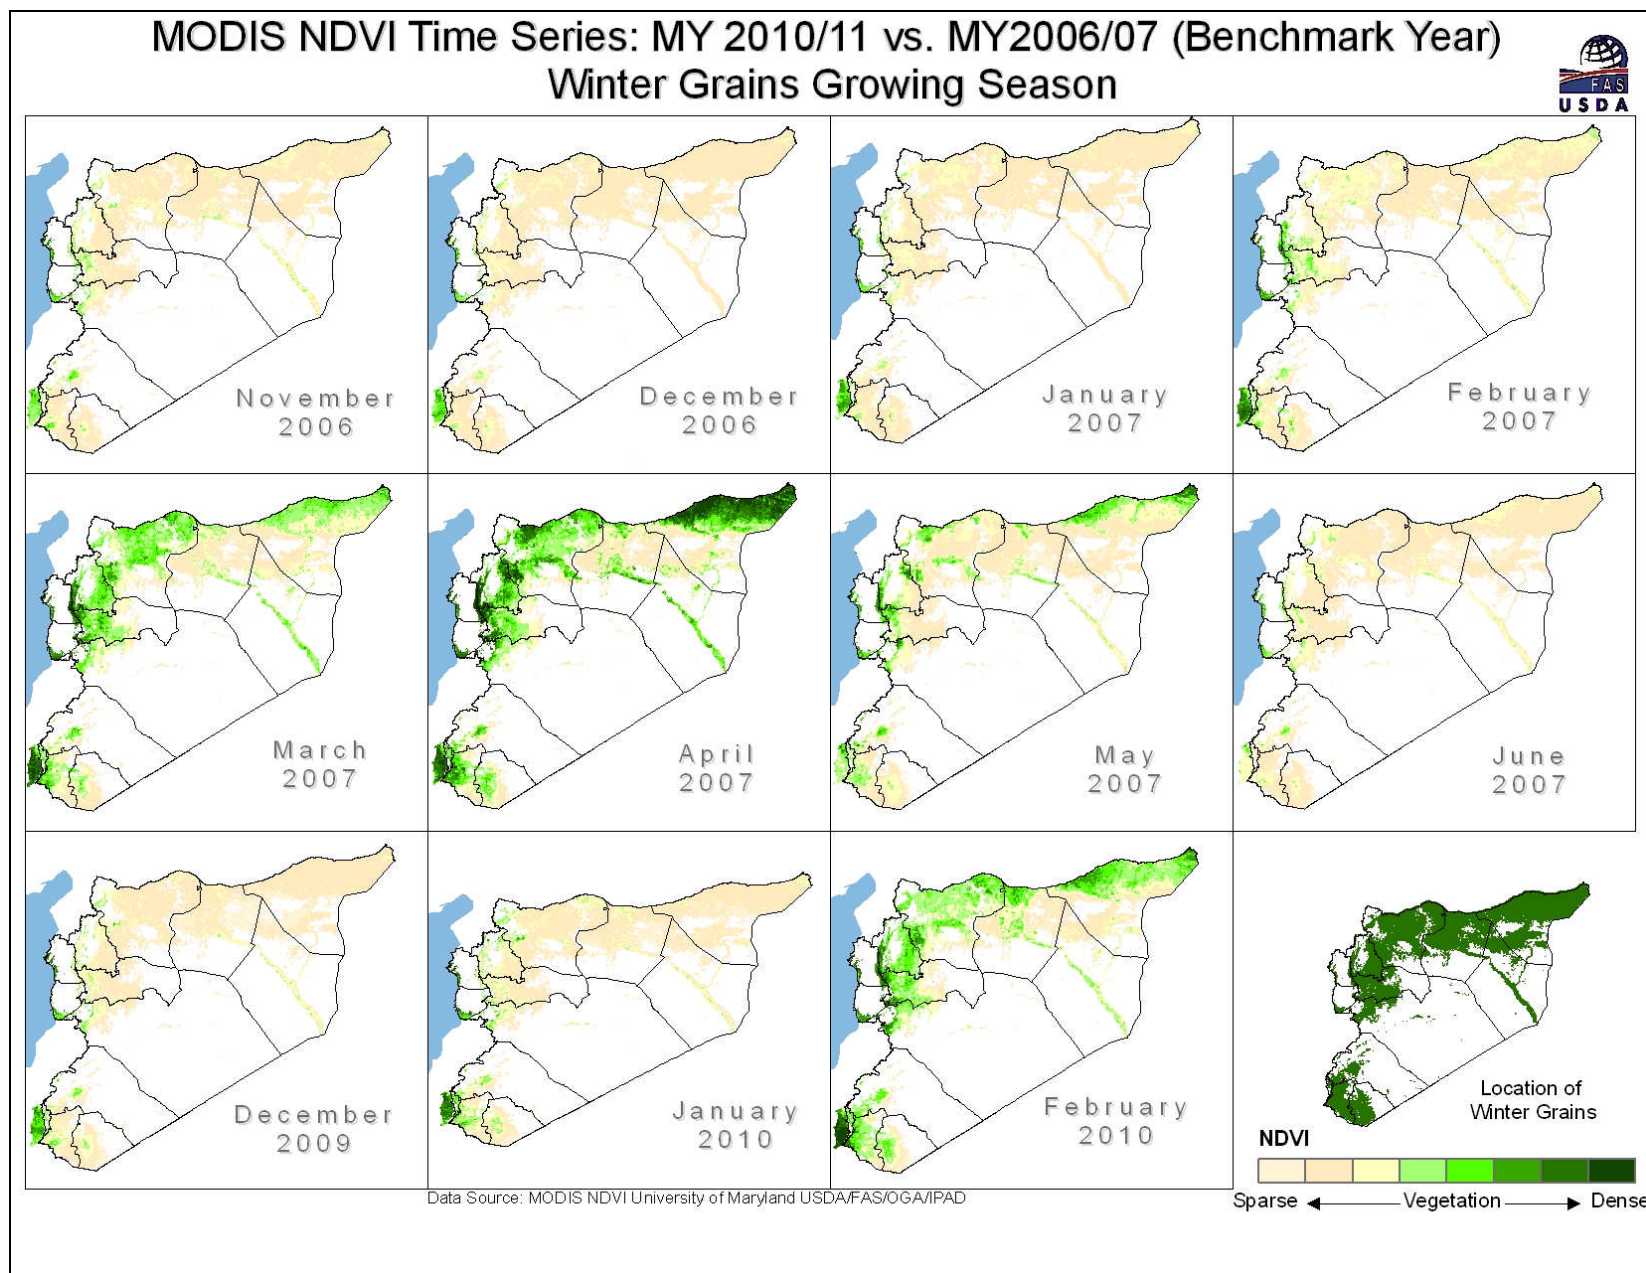 MODIS NDVI Time Series: MY 2010/11 vs. MY2006/07 (Benchmark Year)
Winter Grains Growing Season
FAS
USDA
November
2006
December
2006
January
2007
February
2007
March
2007
April
2007
May
2007
June
2007
December
2009
January
2010
February
2010
Location of
Winter Grains
NDVI
Sparse Vegetation Dense
Data Source: MODIS NDVI University of Maryland USDA/FAS/OGA/IPAD